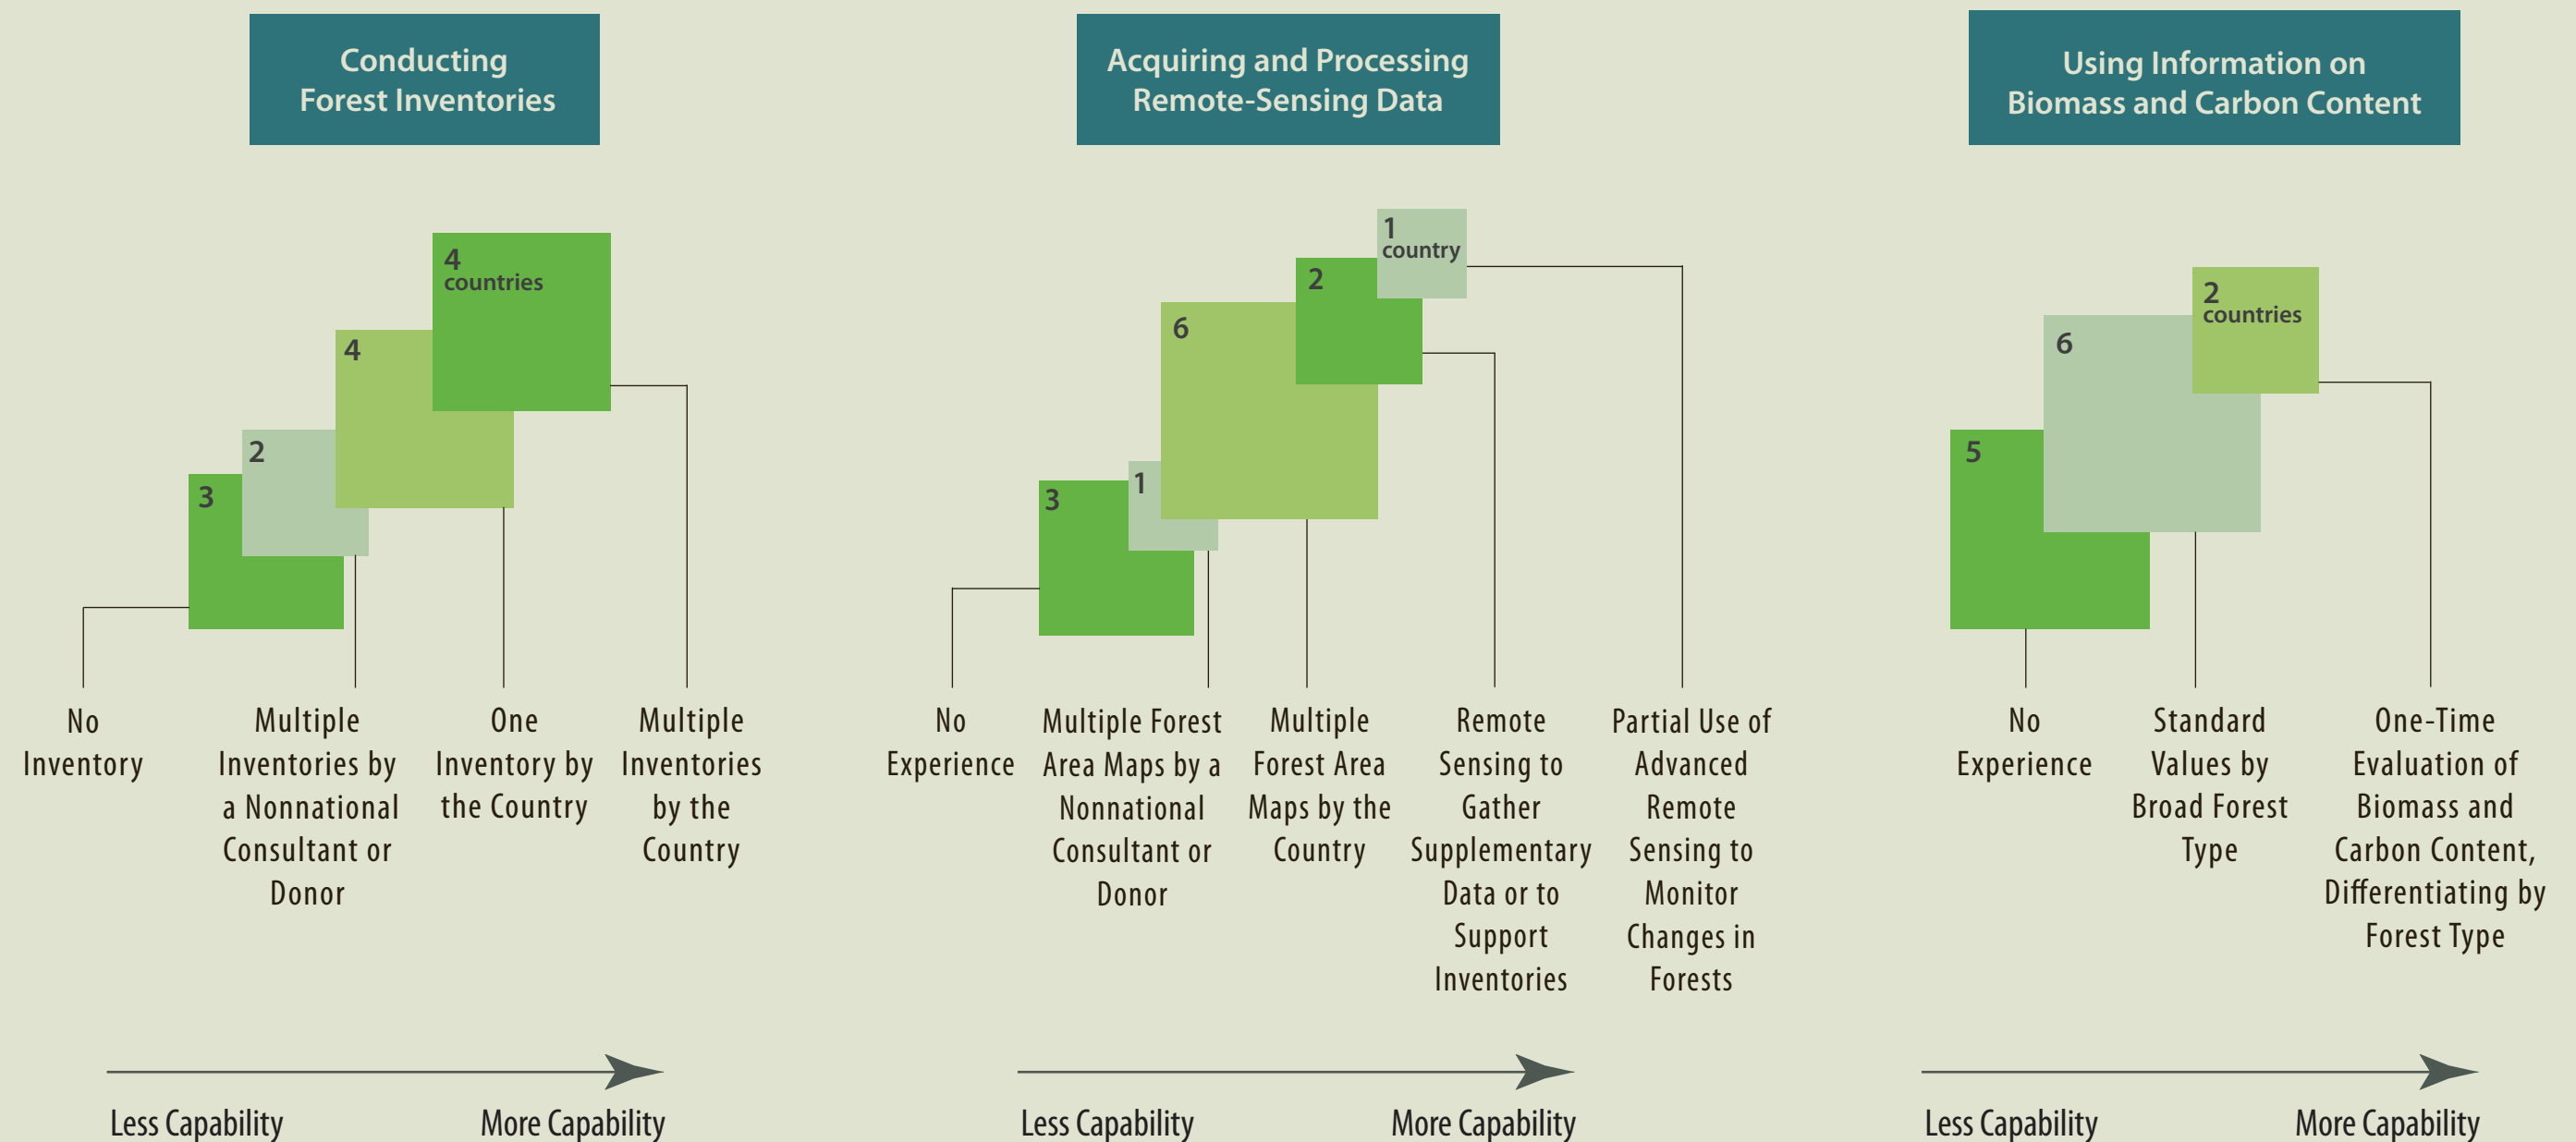 Conducting
Forest Inventories
4
countries
4
2
3
No
Inventory
Multiple
Inventories by
a Nonnational
Consultant or
Donor
One
Inventory by
the Country
Multiple
Inventories
by the
Country
Less Capability
More Capability
Acquiring and Processing
Remote-Sensing Data
1
country
2
6
1
3
No
Experience
Multiple Forest
Area Maps by a
Nonnational
Consultant or
Donor
Multiple
Forest Area
Maps by the
Country
Remote
Sensing to
Gather
Supplementary
Data or to
Support
Inventories
Partial Use of
Advanced
Remote
Sensing to
Monitor
Changes in
Forests
Less Capability
More Capability
Using Information on
Biomass and Carbon Content
2
countries
6
5
No
Experience
Standard
Values by
Broad Forest
Type
One-Time
Evaluation of
Biomass and
Carbon Content,
Differentiating by
Forest Type
Less Capability
More Capability